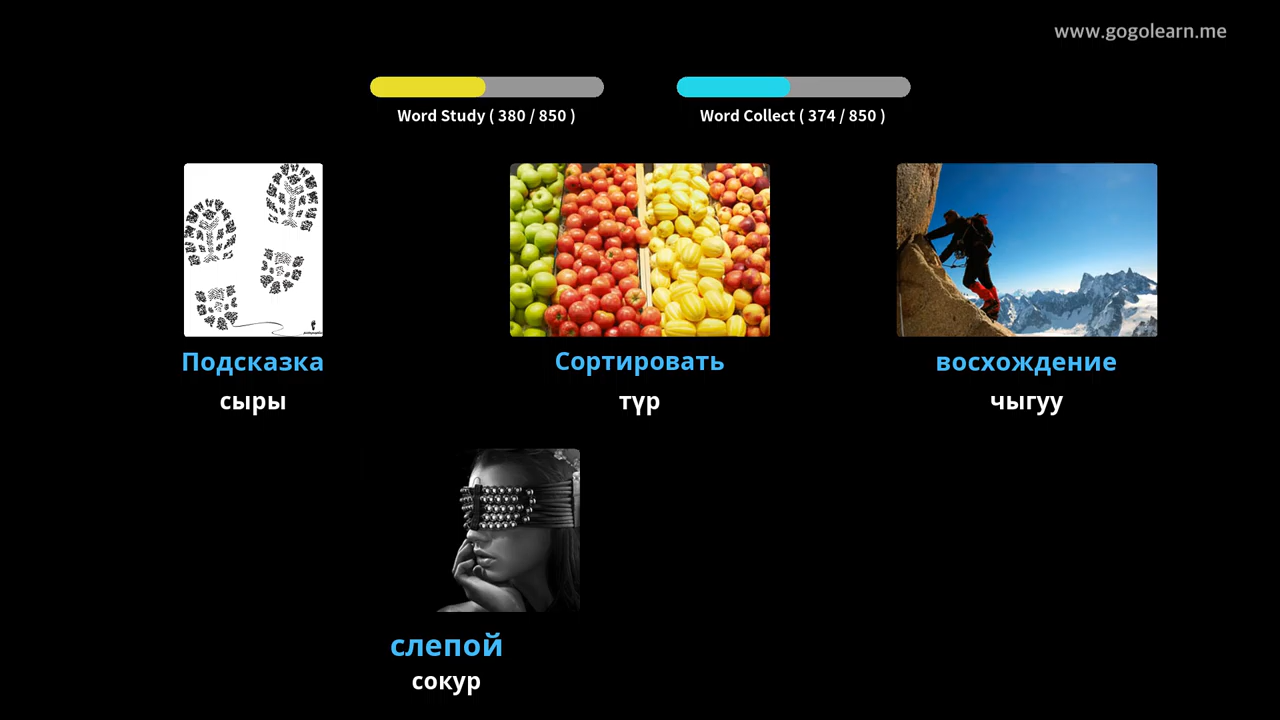 www.gogolearn.me
Word Study ( 380 / 850 )
Word Collect ( 374 / 850 )
Подсказка
сыры
Сортировать
түр
восхождение
чыгуу
слепой
сокур